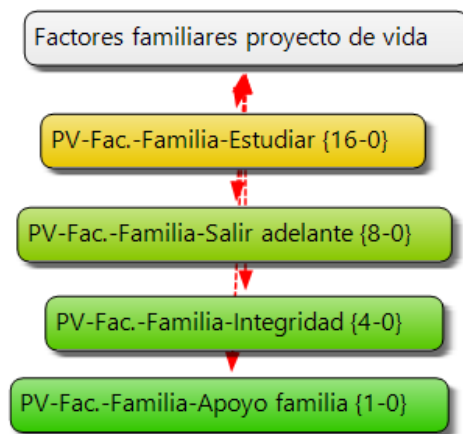 Factores familiares proyecto de vida
PV-Fac.-Familia-Estudiar {16-0}
PV-Fac.-Familia-Salir adelante {8-0}
PV-Fac.-Familia-Integridad {4-0}
PV-Fac.-Familia-Apoyo familia {1-0}